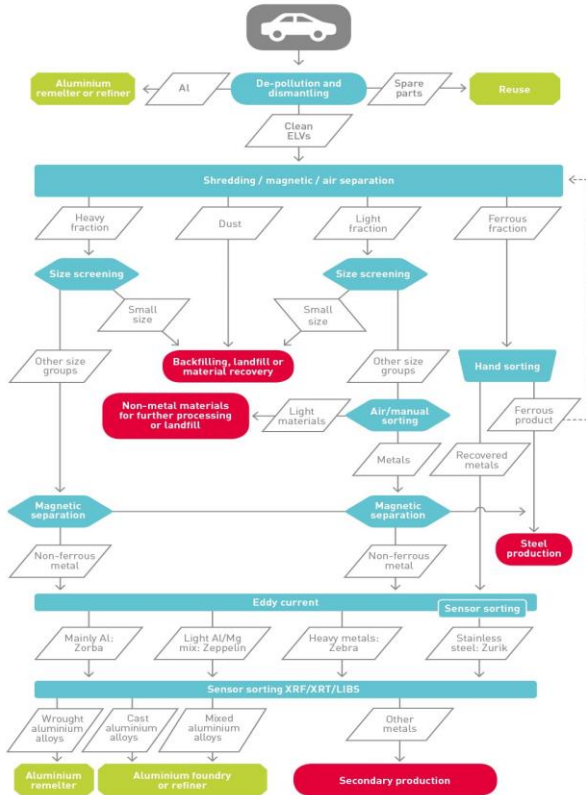 Aluminium
remelter or refiner
Al
De-pollution and
dismantling
Spare
parts
Reuse
Clean
ELVs
Shredding / magnetic / air separation
Heavy
fraction
Dust
Light
fraction
Ferrous
fraction
Size screening
Size screening
Small
size
Small
size
Other size
groups
Backfilling, landfill or
material recovery
Other size
groups
Hand sorting
Non-metal materials
for further processing
or landfill
Light
materials
Air/manual
sorting
Ferrous
product
Metals
Recovered
metals
Magnetic
separation
Magnetic
separation
Steel
production
Non-ferrous
metal
Non-ferrous
metal
Eddy current
Sensor sorting
Mainly Al:
Zorba
Light Al/Mg
mix: Zeppelin
Heavy metals:
Zebra
Stainless
steel: Zurik
Sensor sorting XRF/XRT/LIBS
Wrought
aluminium
alloys
Cast
aluminium
alloys
Mixed
aluminium
alloys
Other
metals
Aluminium
remelter
Aluminium foundry
or refiner
Secondary production